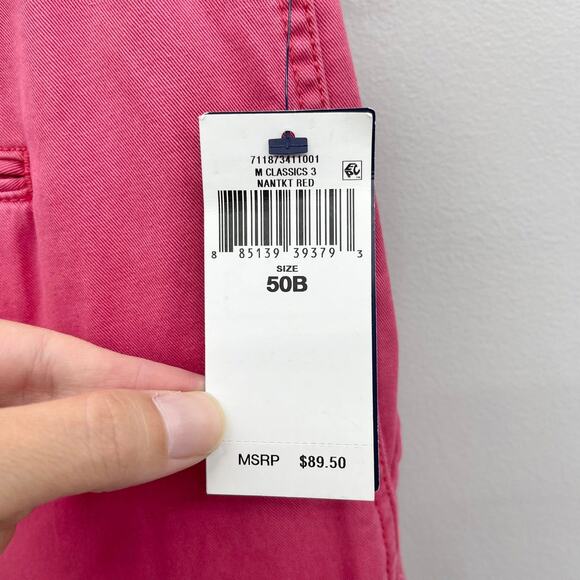 711873411001
M CLASSICS 3
NANTKT RED
8 85139 39379 3
SIZE
50B
MSRP $89.50